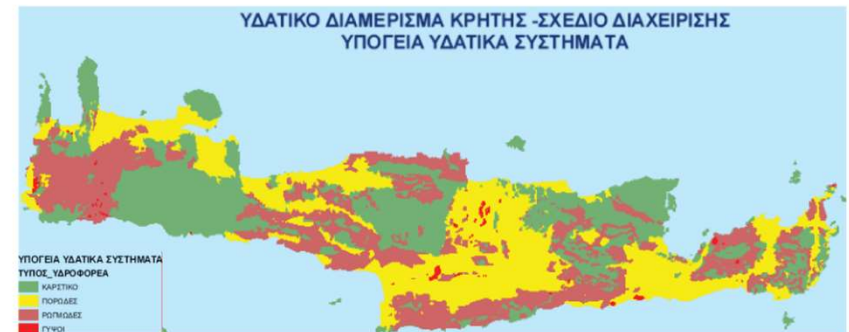 ΥΔΑΤΙΚΟ ΔΙΑΜΕΡΙΣΜΑ ΚΡΗΤΗΣ -ΣΧΕΔΙΟ ΔΙΑΧΕΙΡΙΣΗΣ
ΥΠΟΓΕΙΑ ΥΔΑΤΙΚΑ ΣΥΣΤΗΜΑΤΑ
ΥΠΟΓΕΙΑ ΥΔΑΤΙΚΑ ΣΥΣΤΗΜΑΤΑ
ΤΥΠΟΣ_ΥΔΡΟΦΟΡΕΑ
ΚΑΡΣΤΙΚΟ
ΠΟΡΩΔΕΣ
ΡΩΓΜΩΔΕΣ
ΓΥΨΟΙ